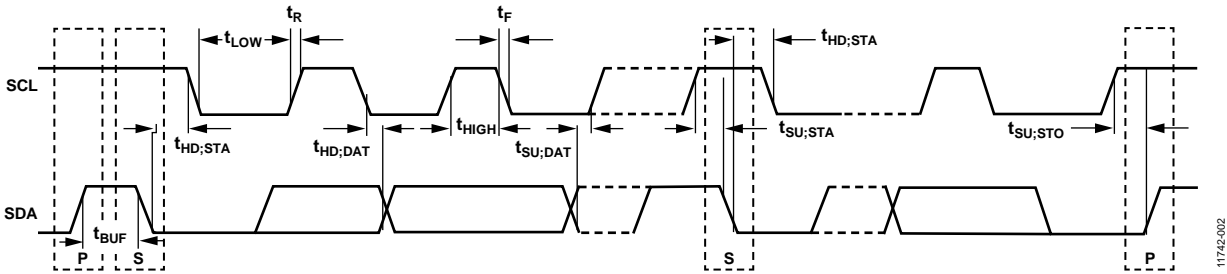 tR
tF
tLOW
tHD;STA
SCL
tHD;STA
tHD;DAT
tHIGH
tSU;DAT
tSU;STA
tSU;STO
SDA
tBUF
P
S
S
P
11742-002